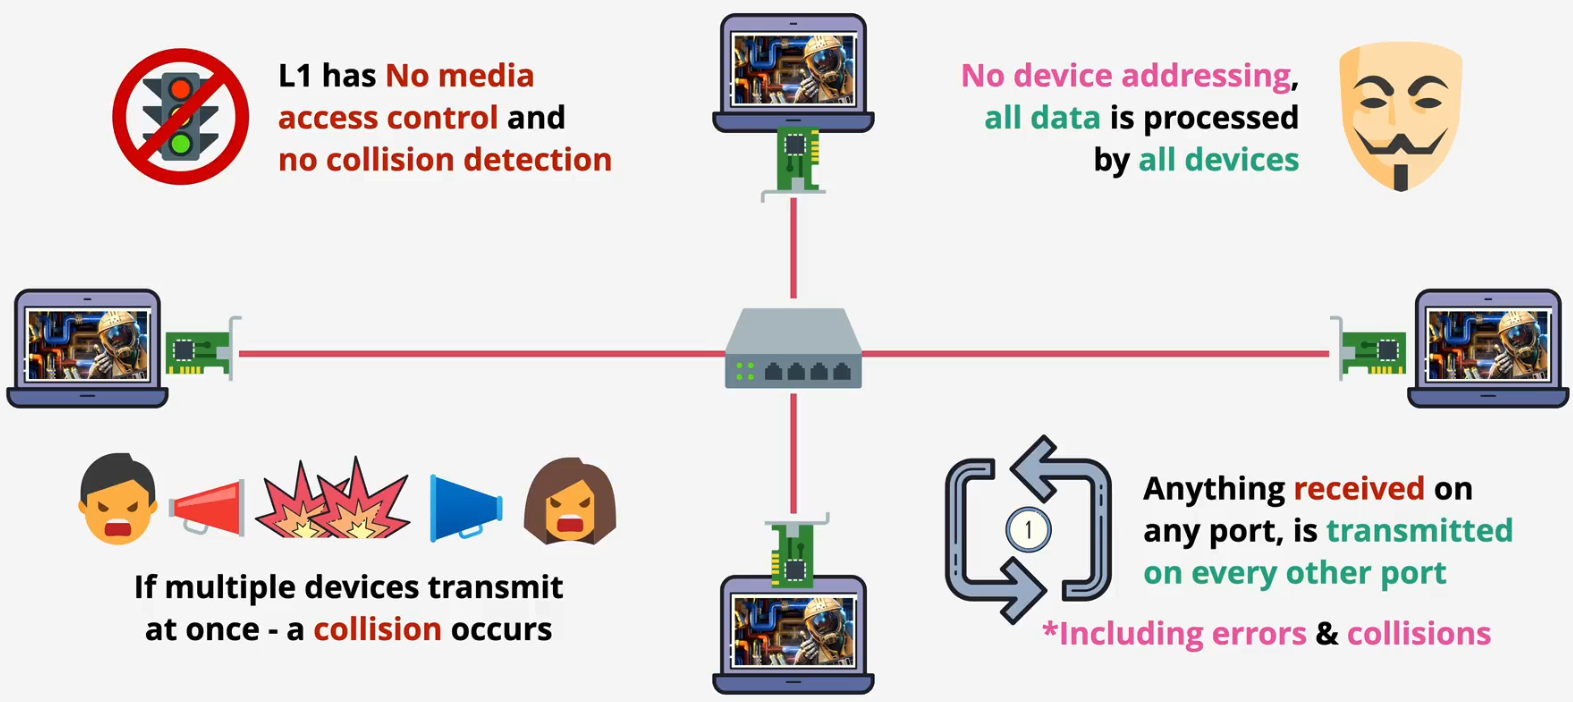 L1 has No media
access control and
no collision detection
No device addressing,
all data is processed
by all devices
If multiple devices transmit
at once - a collision occurs
1
Anything received on
any port, is transmitted
on every other port
*Including errors & collisions